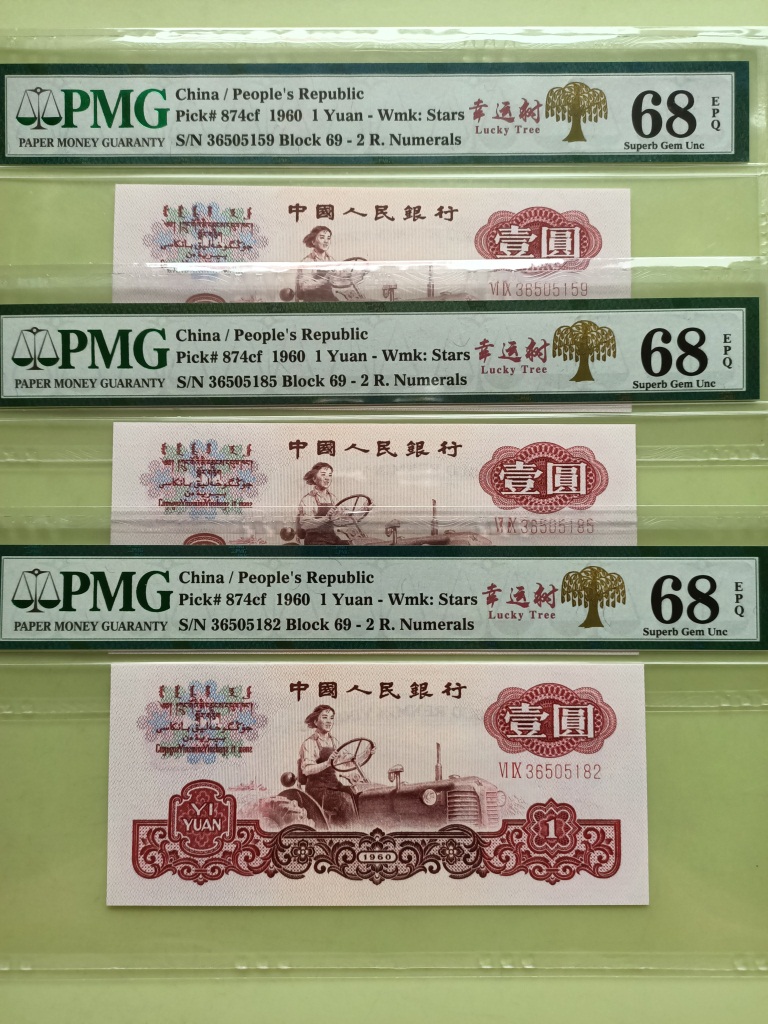 PMG
PAPER MONEY GUARANTY
China / People's Republic
Pick# 874cf 1960 1 Yuan - Wmk: Stars
S/N 36505159 Block 69 - 2 R. Numerals
幸运树
Lucky Tree
68
EPQ
Superb Gem Unc
中國人民銀行
壹圓
VI IX 36505159
PMG
PAPER MONEY GUARANTY
China / People's Republic
Pick# 874cf 1960 1 Yuan - Wmk: Stars
S/N 36505185 Block 69 - 2 R. Numerals
幸运树
Lucky Tree
68
EPQ
Superb Gem Unc
中國人民銀行
壹圓
VI IX 36505185
PMG
PAPER MONEY GUARANTY
China / People's Republic
Pick# 874cf 1960 1 Yuan - Wmk: Stars
S/N 36505182 Block 69 - 2 R. Numerals
幸运树
Lucky Tree
68
EPQ
Superb Gem Unc
中國人民銀行
壹圓
VI IX 36505182
YI
YUAN
1960
1